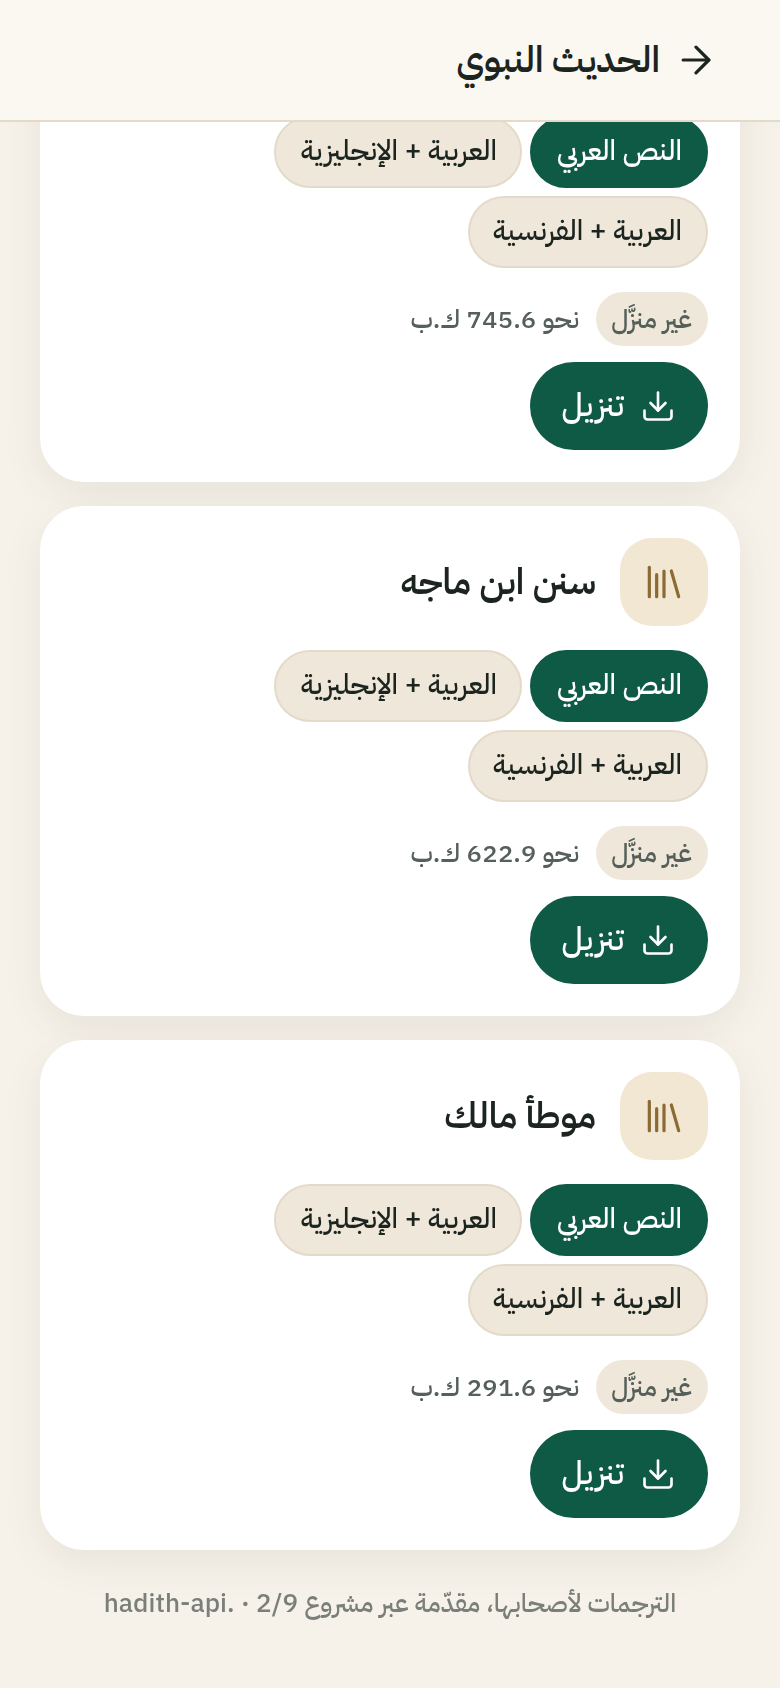 الحديث النبوي
النص العربي
العربية + الإنجليزية
العربية + الفرنسية
غير منزَّل
نحو 745.6 ك.ب
تنزيل
سنن ابن ماجه
النص العربي
العربية + الإنجليزية
العربية + الفرنسية
غير منزَّل
نحو 622.9 ك.ب
تنزيل
موطأ مالك
النص العربي
العربية + الإنجليزية
العربية + الفرنسية
غير منزَّل
نحو 291.6 ك.ب
تنزيل
الترجمات لأصحابها، مقدّمة عبر مشروع hadith-api. · 2/9